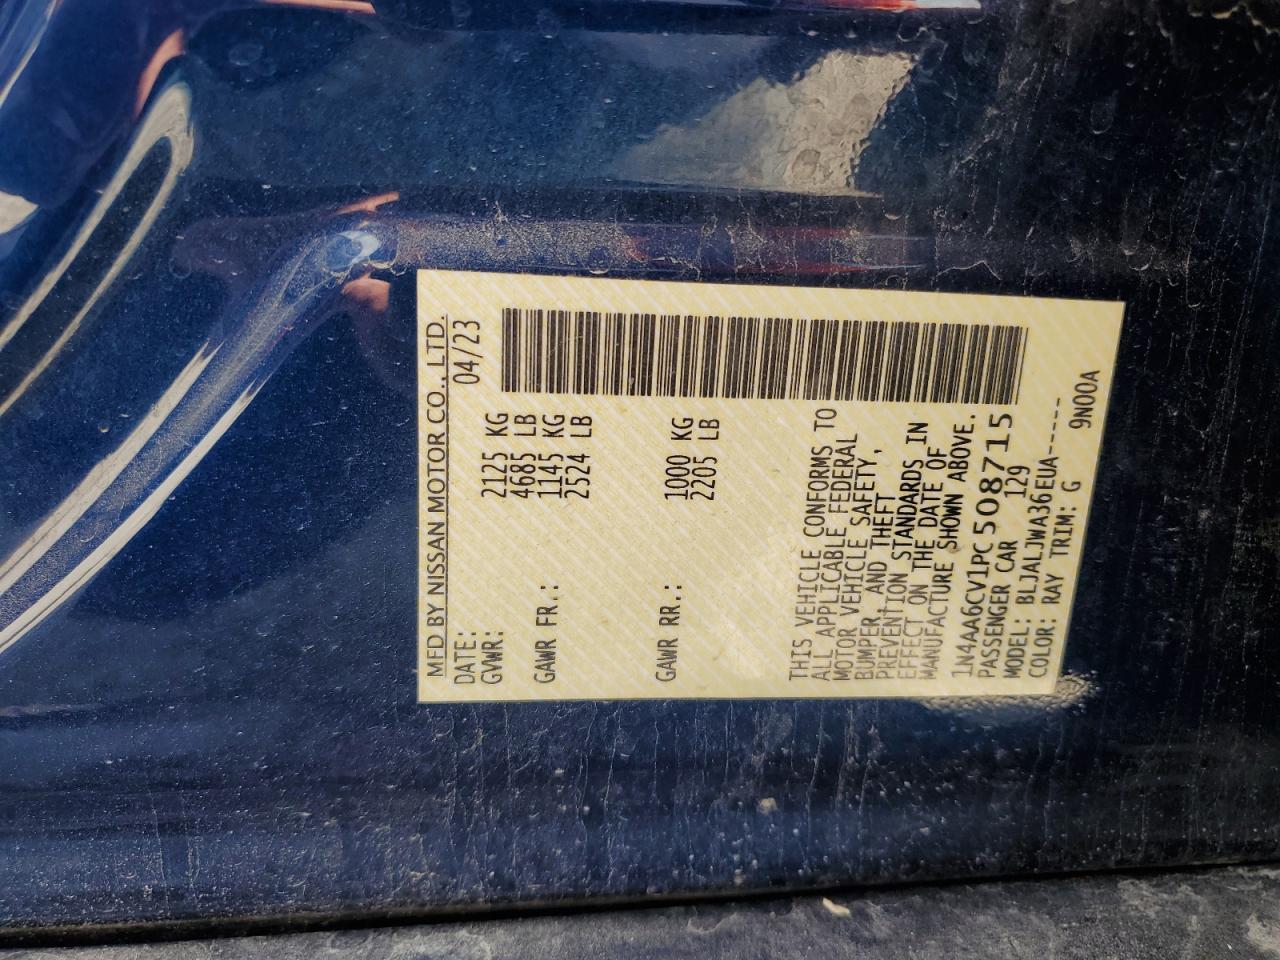 MFD BY NISSAN MOTOR CO., LTD.
DATE: 04/23
GVWR: 2125 KG
4685 LB
GAWR FR.: 1145 KG
2524 LB
GAWR RR.: 1000 KG
2205 LB
THIS VEHICLE CONFORMS TO
ALL APPLICABLE FEDERAL
MOTOR VEHICLE SAFETY,
BUMPER, AND THEFT
PREVENTION STANDARDS IN
EFFECT ON THE DATE OF
MANUFACTURE SHOWN ABOVE.
1N4AA6CV1PC508715
PASSENGER CAR 129
MODEL: BLJALJWA36EUA-----
COLOR: RAY TRIM: G 9N00A